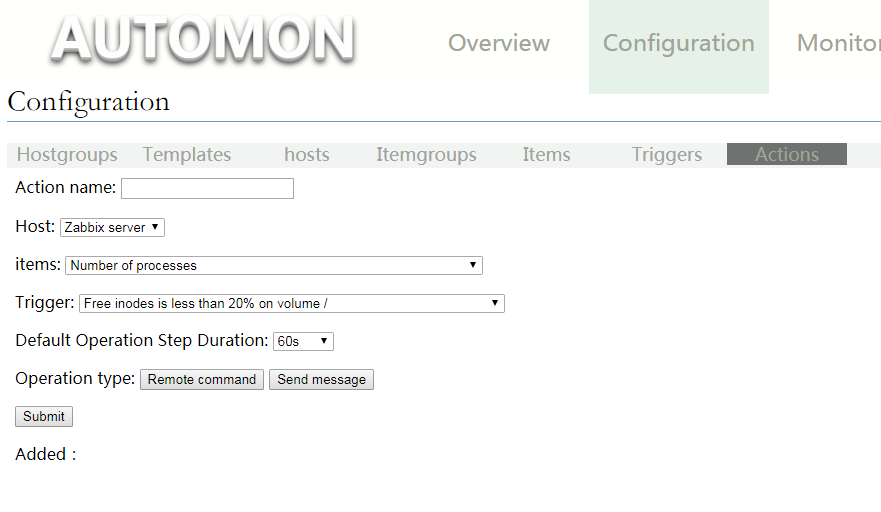 AUTOMON
Overview Configuration Monitor
Configuration
Hostgroups Templates hosts Itemgroups Items Triggers Actions
Action name:
Host: Zabbix server
items: Number of processes
Trigger: Free inodes is less than 20% on volume /
Default Operation Step Duration: 60s
Operation type: Remote command Send message
Submit
Added :